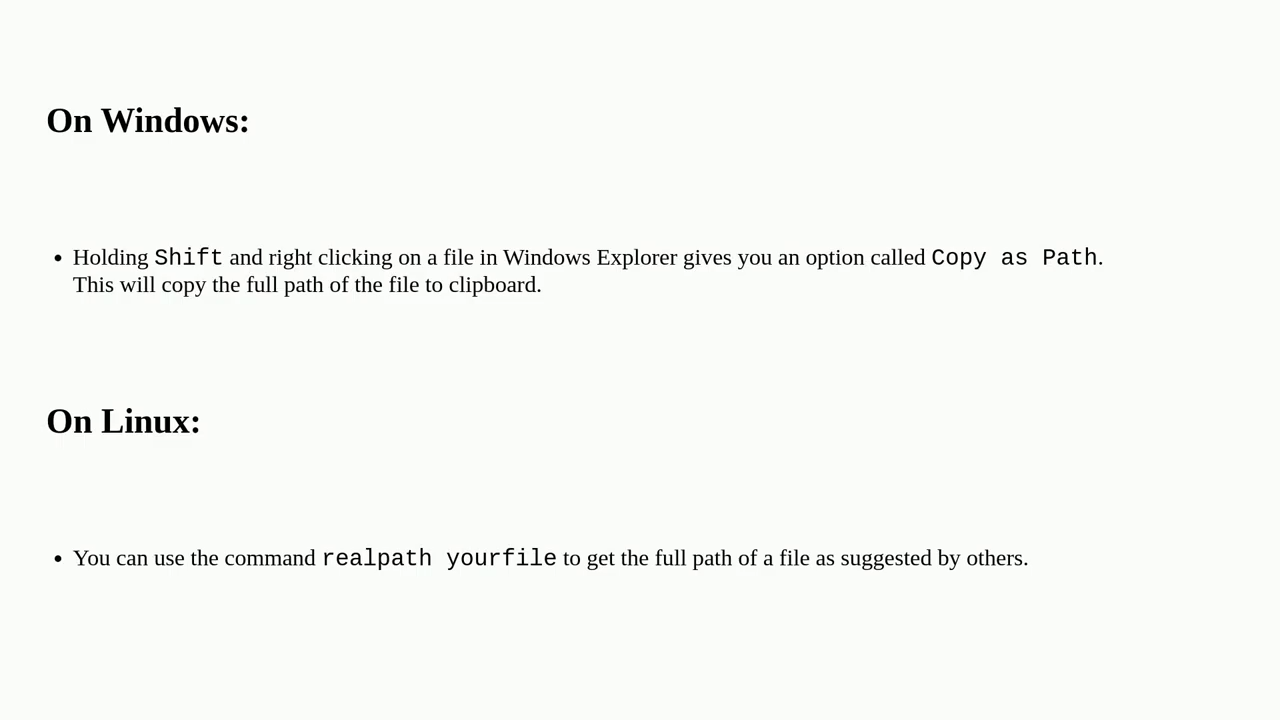 On Windows:
• Holding Shift and right clicking on a file in Windows Explorer gives you an option called Copy as Path.
This will copy the full path of the file to clipboard.
On Linux:
• You can use the command realpath yourfile to get the full path of a file as suggested by others.